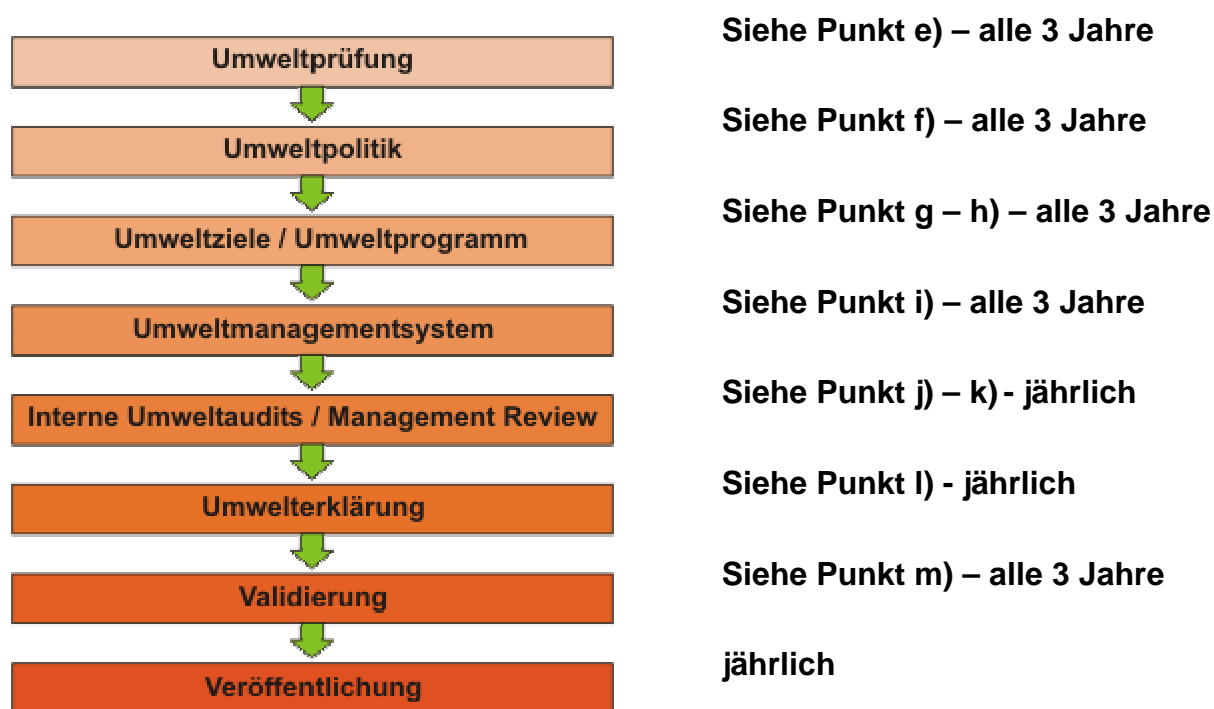 Siehe Punkt e) – alle 3 Jahre
Umweltprüfung
Siehe Punkt f) – alle 3 Jahre
Umweltpolitik
Siehe Punkt g – h) – alle 3 Jahre
Umweltziele / Umweltprogramm
Siehe Punkt i) – alle 3 Jahre
Umweltmanagementsystem
Siehe Punkt j) – k) - jährlich
Interne Umweltaudits / Management Review
Siehe Punkt l) - jährlich
Umwelterklärung
Siehe Punkt m) – alle 3 Jahre
Validierung
jährlich
Veröffentlichung